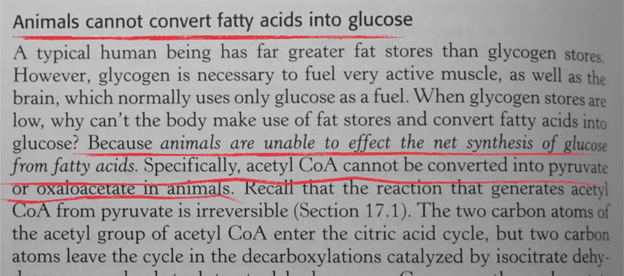 Animals cannot convert fatty acids into glucose
A typical human being has far greater fat stores than glycogen stores.
However, glycogen is necessary to fuel very active muscle, as well as the
brain, which normally uses only glucose as a fuel. When glycogen stores are
low, why can't the body make use of fat stores and convert fatty acids into
glucose? Because animals are unable to effect the net synthesis of glucose
from fatty acids. Specifically, acetyl CoA cannot be converted into pyruvate
or oxaloacetate in animals. Recall that the reaction that generates acetyl
CoA from pyruvate is irreversible (Section 17.1). The two carbon atoms of
the acetyl group of acetyl CoA enter the citric acid cycle, but two carbon
atoms leave the cycle in the decarboxylations catalyzed by isocitrate dehy-